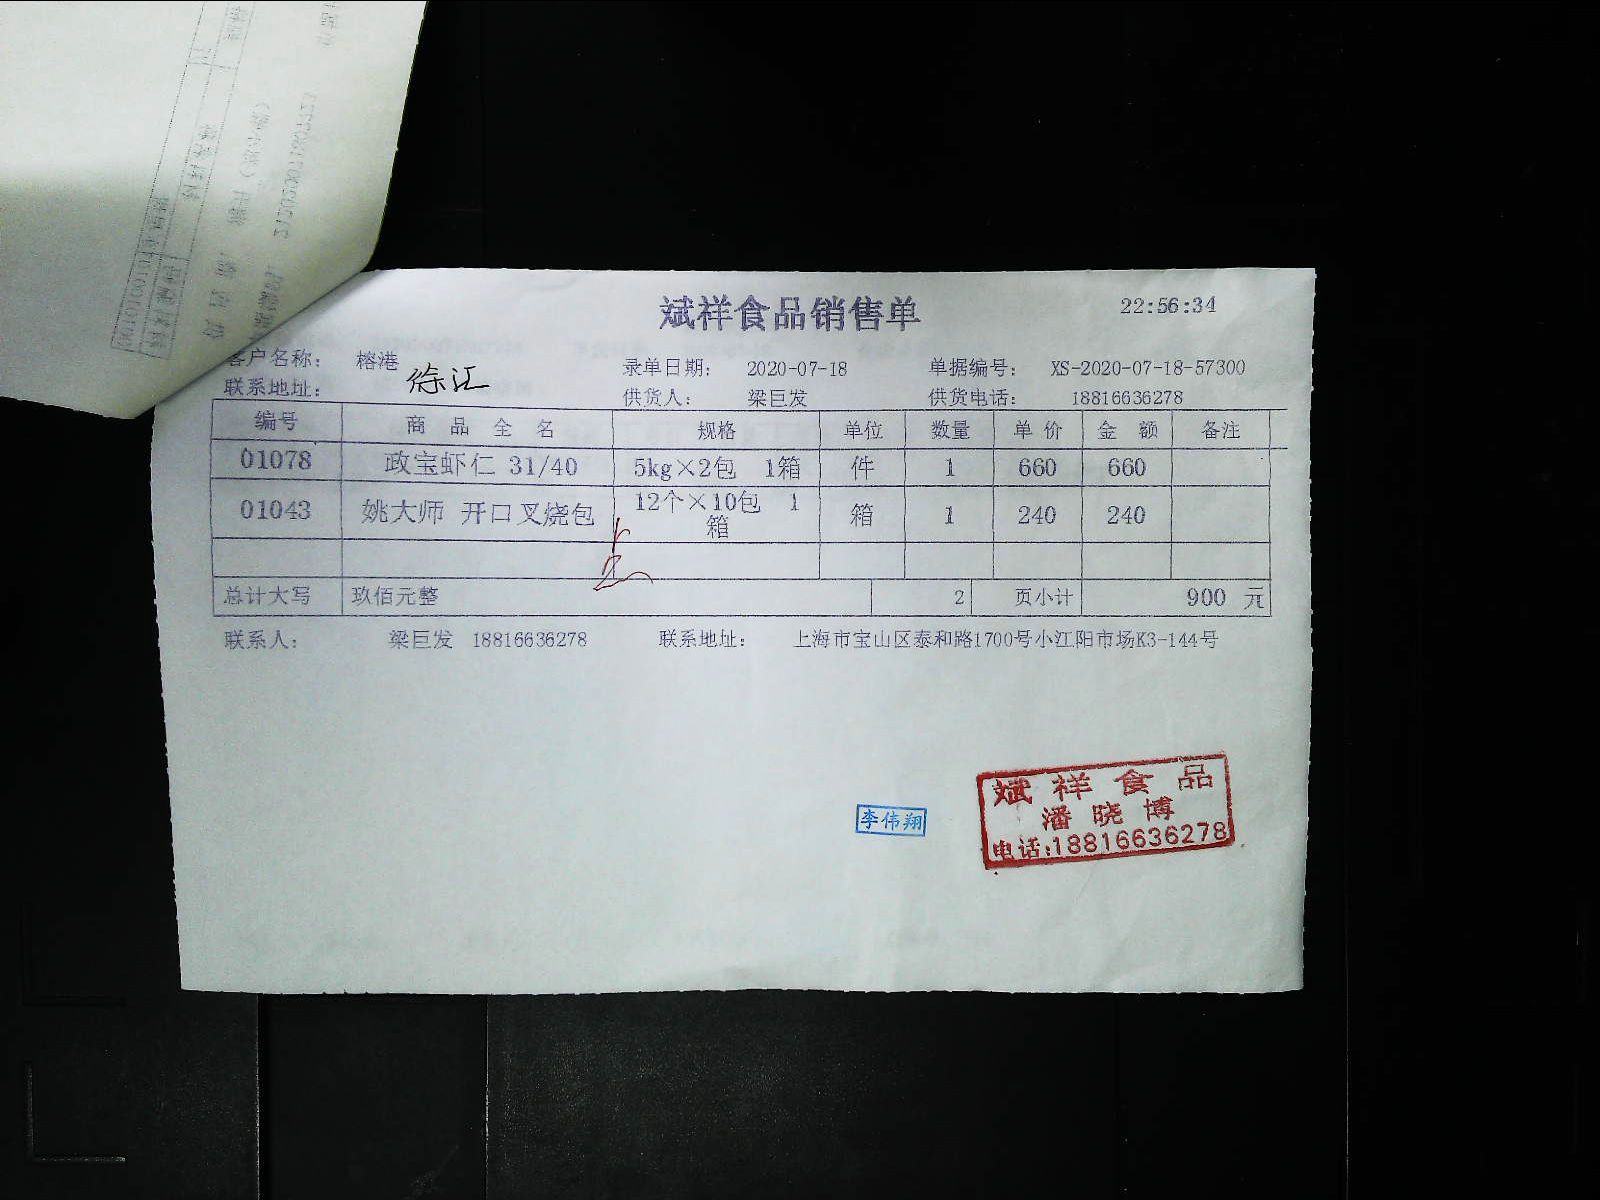 斌祥食品销售单 22:56:34
客户名称： 榕港 录单日期： 2020-07-18 单据编号： XS-2020-07-18-57300
联系地址： 徐汇 供货人： 梁巨发 供货电话： 18816636278
编号 商品全名 规格 单位 数量 单价 金额 备注
01078 政宝虾仁 31/40 5kg×2包 1箱 件 1 660 660
01043 姚大师 开口叉烧包 12个×10包 1箱 箱 1 240 240
总计大写 玖佰元整 2 页小计 900 元
联系人： 梁巨发 18816636278 联系地址： 上海市宝山区泰和路1700号小江阳市场K3-144号
李伟翔
斌祥食品
潘晓博
电话:18816636278